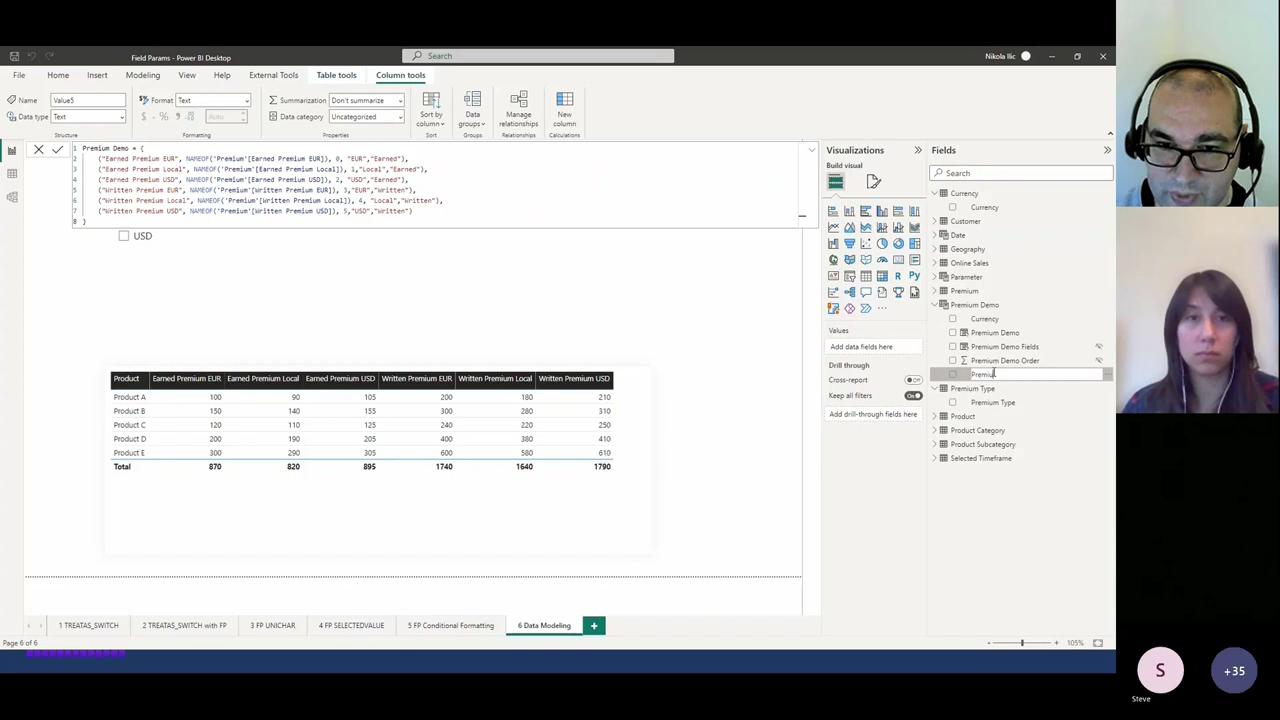 Field Params - Power BI Desktop
Search
Nikola Ilic
File
Home
Insert
Modeling
View
Help
External Tools
Table tools
Column tools
Name
Value5
Format
Text
Summarization
Don't summarize
Data type
Text
$
%
Auto
Data category
Uncategorized
Sort by
column
Data
groups
Manage
relationships
New
column
Structure
Formatting
Properties
Sort
Groups
Relationships
Calculations
1 Premium Demo = {
2 ("Earned Premium EUR", NAMEOF('Premium'[Earned Premium EUR]), 0, "EUR","Earned"),
3 ("Earned Premium Local", NAMEOF('Premium'[Earned Premium Local]), 1,"Local","Earned"),
4 ("Earned Premium USD", NAMEOF('Premium'[Earned Premium USD]), 2, "USD","Earned"),
5 ("Written Premium EUR", NAMEOF('Premium'[Written Premium EUR]), 3,"EUR","Written"),
6 ("Written Premium Local", NAMEOF('Premium'[Written Premium Local]), 4, "Local","Written"),
7 ("Written Premium USD", NAMEOF('Premium'[Written Premium USD]), 5,"USD","Written")
8 }
USD
Product Earned Premium EUR Earned Premium Local Earned Premium USD Written Premium EUR Written Premium Local Written Premium USD
Product A 100 90 105 200 180 210
Product B 150 140 155 300 280 310
Product C 120 110 125 240 220 250
Product D 200 190 205 400 380 410
Product E 300 290 305 600 580 610
Total 870 820 895 1740 1640 1790
Visualizations
Build visual
R
Py
Values
Add data fields here
Drill through
Cross-report
Off
Keep all filters
On
Add drill-through fields here
Fields
Search
Currency
Currency
Customer
Date
Geography
Online Sales
Parameter
Premium
Premium Demo
Currency
Premium Demo
Premium Demo Fields
Premium Demo Order
Premiu
Premium Type
Premium Type
Product
Product Category
Product Subcategory
Selected Timeframe
1 TREATAS_SWITCH
2 TREATAS_SWITCH with FP
3 FP UNICHAR
4 FP SELECTEDVALUE
5 FP Conditional Formatting
6 Data Modeling
Page 6 of 6
105%
S
Steve
+35